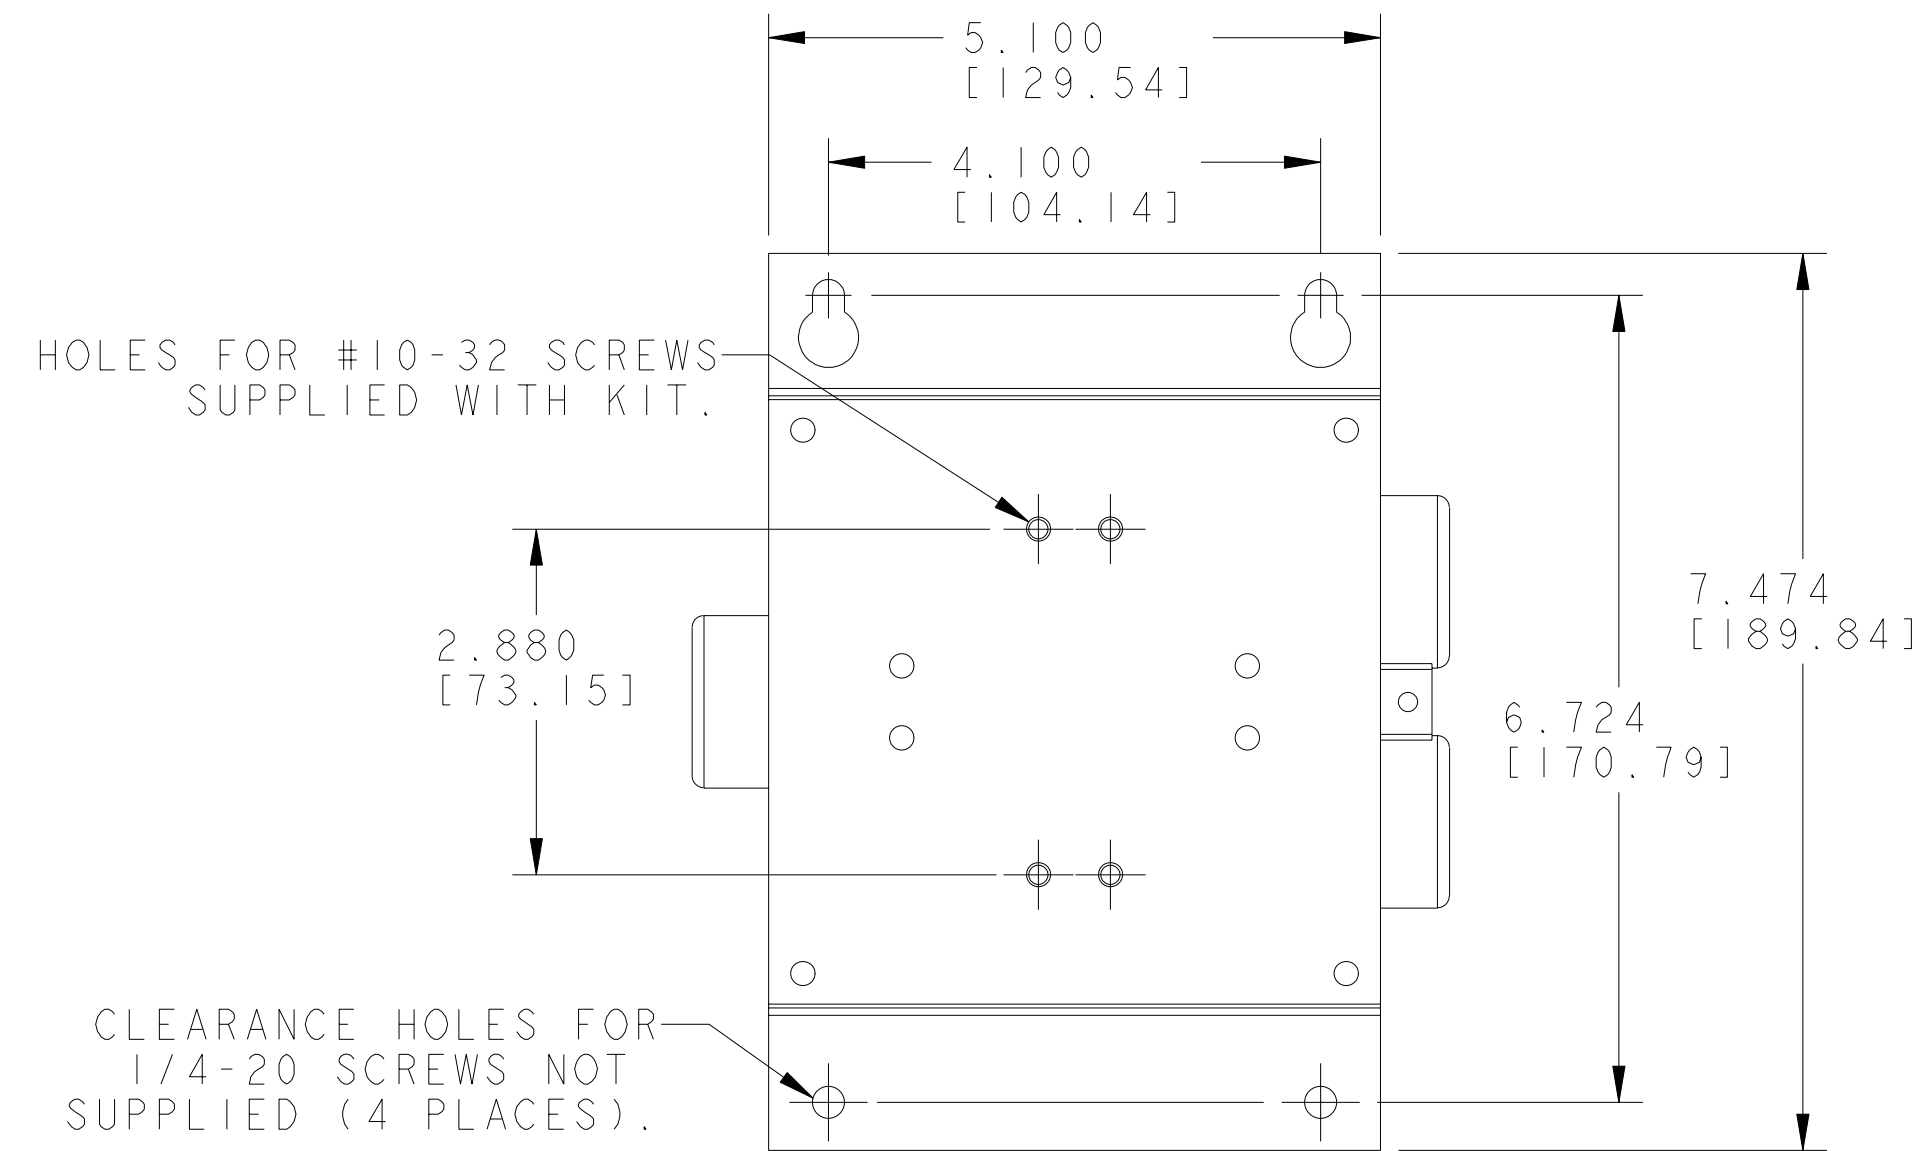 5.100
[129.54]
4.100
[104.14]
HOLES FOR #10-32 SCREWS
SUPPLIED WITH KIT.
7.474
[189.84]
2.880
[73.15]
6.724
[170.79]
CLEARANCE HOLES FOR
1/4-20 SCREWS NOT
SUPPLIED (4 PLACES).